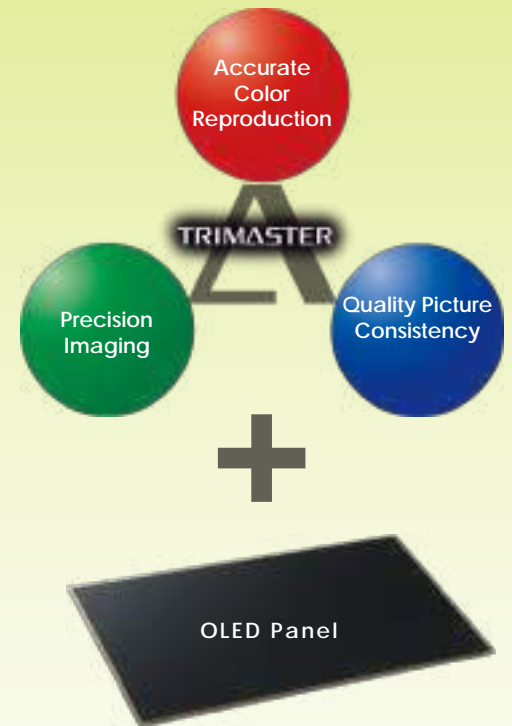 Accurate
Color
Reproduction
TRIMASTER
Precision
Imaging
Quality Picture
Consistency
OLED Panel